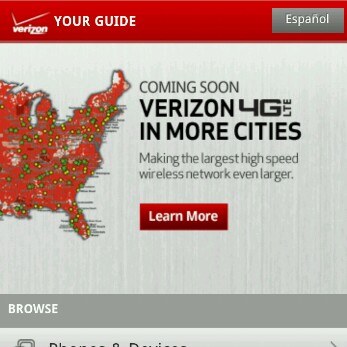 verizon YOUR GUIDE Español
COMING SOON
VERIZON 4G LTE
IN MORE CITIES
Making the largest high speed
wireless network even larger.
Learn More
BROWSE
Phones & Devices